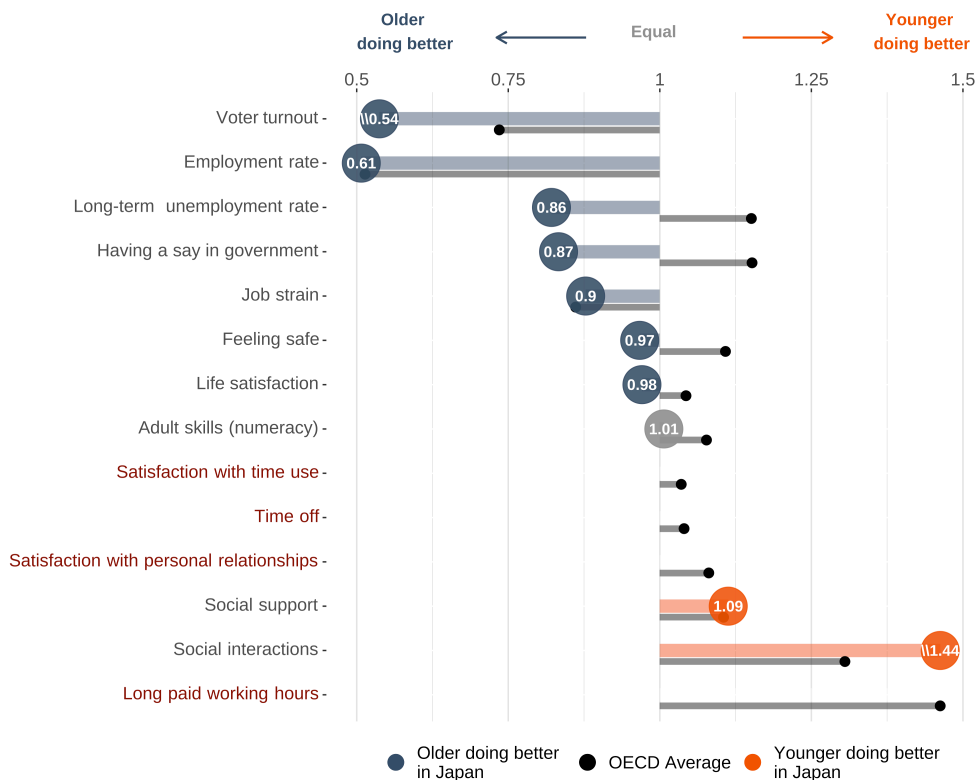 Older
doing better
Equal
Younger
doing better
0.5 0.75 1 1.25 1.5
Voter turnout \\0.54
Employment rate 0.61
Long-term unemployment rate 0.86
Having a say in government 0.87
Job strain 0.9
Feeling safe 0.97
Life satisfaction 0.98
Adult skills (numeracy) 1.01
Satisfaction with time use
Time off
Satisfaction with personal relationships
Social support 1.09
Social interactions \\1.44
Long paid working hours
Older doing better
in Japan
OECD Average
Younger doing better
in Japan